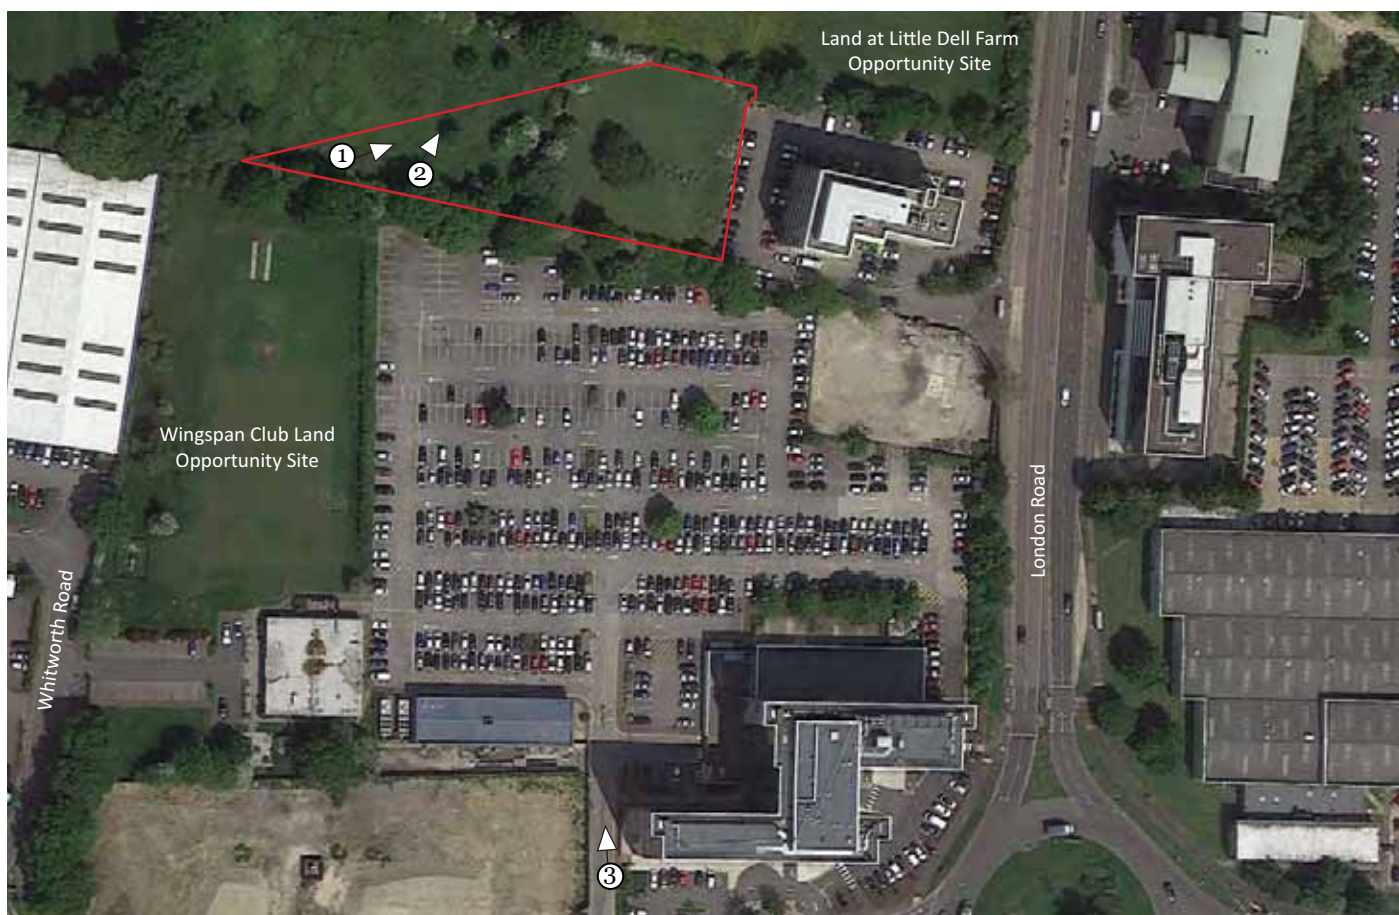 Land at Little Dell Farm
Opportunity Site
1
2
Wingspan Club Land
Opportunity Site
London Road
Whitworth Road
3